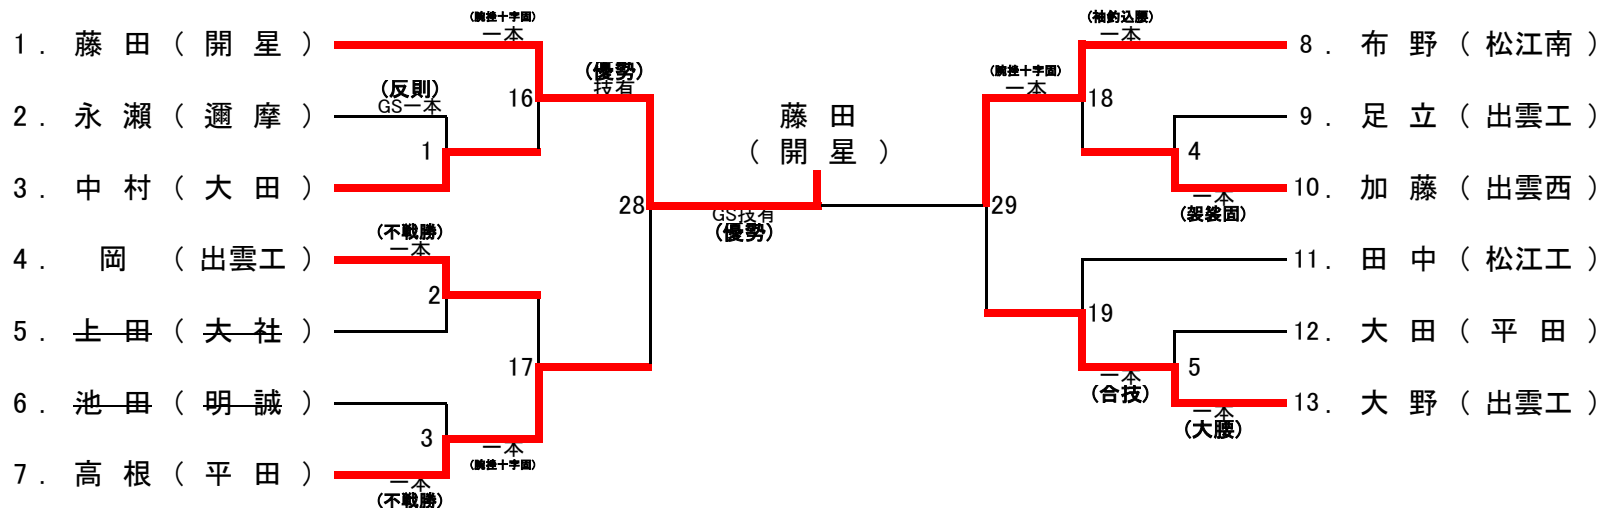 (腕挫十字固)
一本
1. 藤田(開星)
(優勢)
技有
16
(反則)
GS一本
2. 永瀬(邇摩)
1
3. 中村(大田)
28
(不戦勝)
一本
4. 岡(出雲工)
2
5. 上田(大社)
17
6. 池田(明誠)
3
一本
(腕挫十字固)
7. 高根(平田)
一本
(不戦勝)
藤田
(開星)
GS技有
(優勢)
(袖釣込腰)
一本
8. 布野(松江南)
(腕挫十字固)
一本
18
9. 足立(出雲工)
4
10. 加藤(出雲西)
一本
(袈裟固)
29
11. 田中(松江工)
19
12. 大田(平田)
5
一本
(合技)
13. 大野(出雲工)
一本
(大腰)